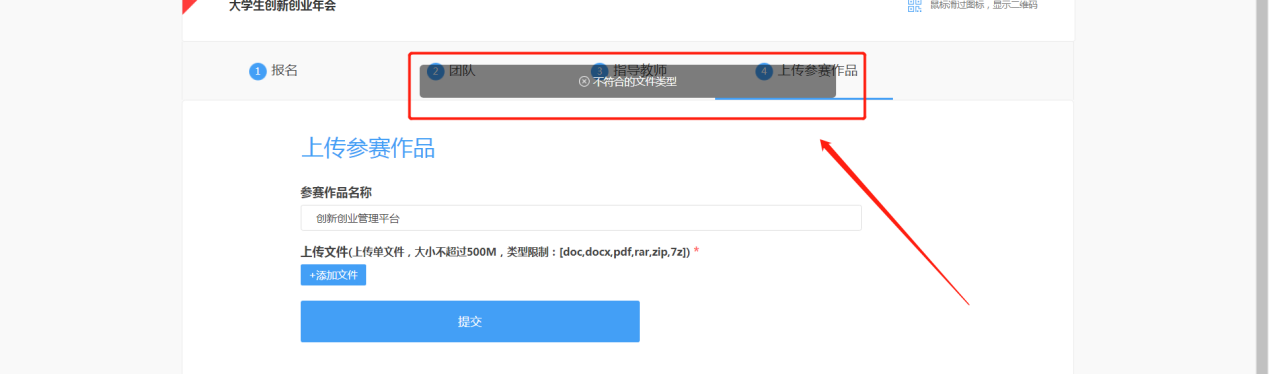 大学生创新创业年会
鼠标滑过图标，显示二维码
1 报名
2 团队
3 指导教师
4 上传参赛作品
不符合的文件类型
上传参赛作品
参赛作品名称
创新创业管理平台
上传文件(上传单文件，大小不超过500M，类型限制：[doc,docx,pdf,rar,zip,7z]) *
+添加文件
提交